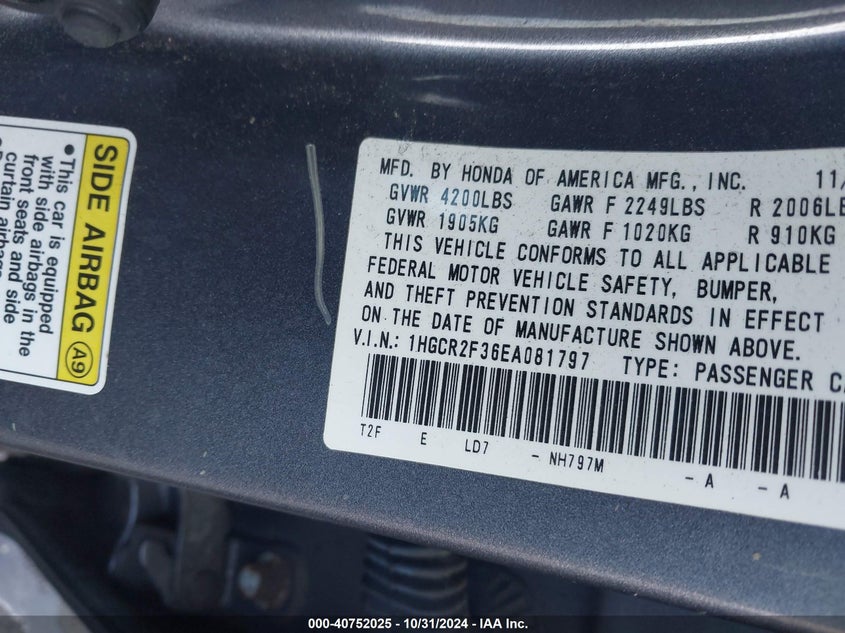 MFD. BY HONDA OF AMERICA MFG., INC. 11/
GVWR 4200LBS GAWR F 2249LBS R 2006LB
GVWR 1905KG GAWR F 1020KG R 910KG
THIS VEHICLE CONFORMS TO ALL APPLICABLE
FEDERAL MOTOR VEHICLE SAFETY, BUMPER,
AND THEFT PREVENTION STANDARDS IN EFFECT
ON THE DATE OF MANUFACTURE SHOWN ABOVE.
V.I.N.: 1HGCR2F36EA081797 TYPE: PASSENGER CA
T2F E LD7 - NH797M - A - A
SIDE AIRBAG A9
• This car is equipped
with side airbags in the
front seats and side
curtain airbags
000-40752025 - 10/31/2024 - IAA Inc.